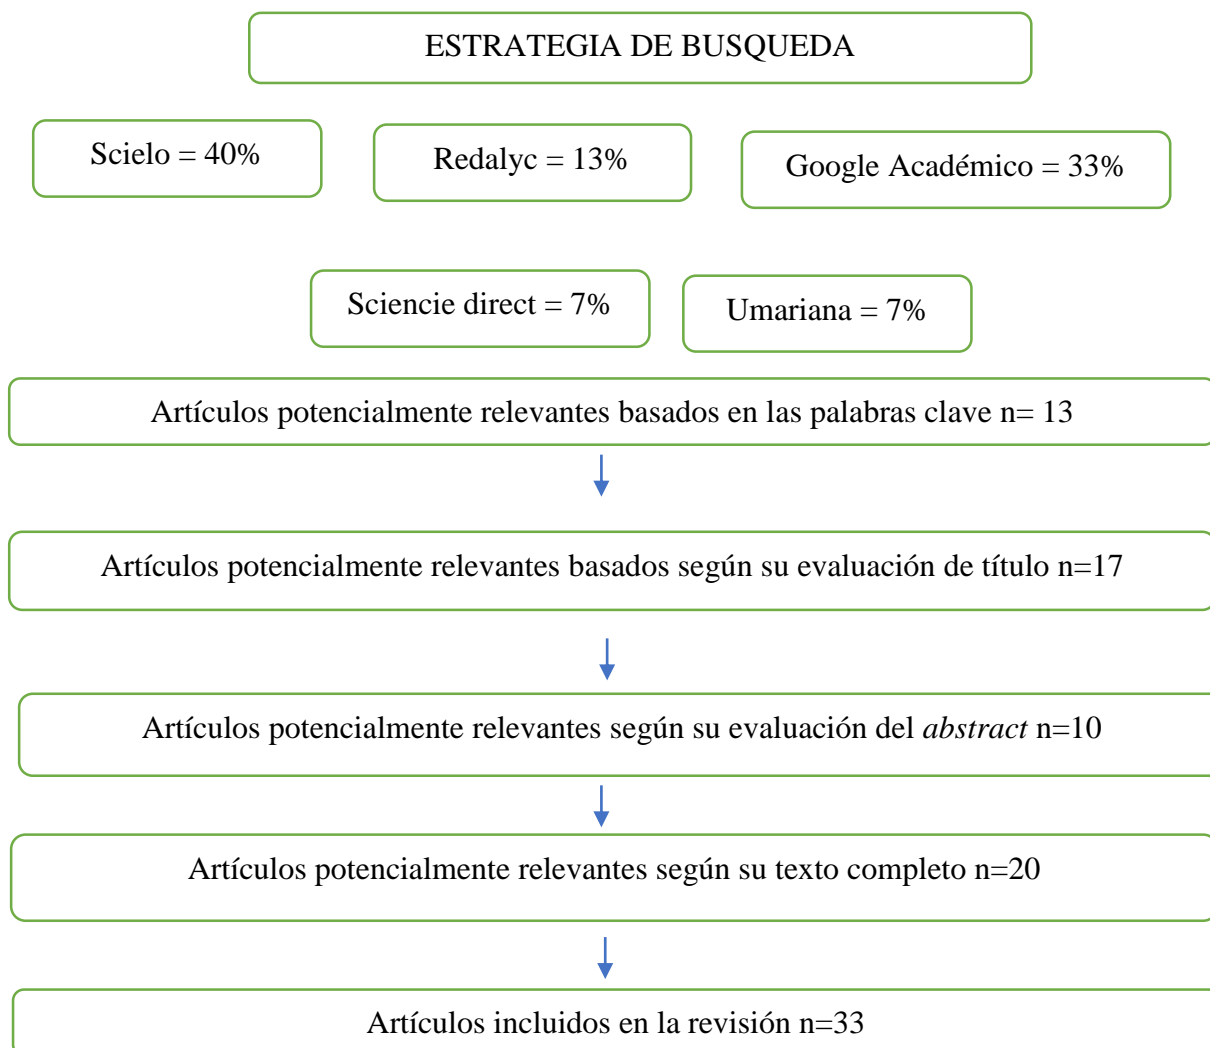 ESTRATEGIA DE BUSQUEDA
Scielo = 40%
Redalyc = 13%
Google Académico = 33%
Sciencie direct = 7%
Umariana = 7%
Artículos potencialmente relevantes basados en las palabras clave n= 13
Artículos potencialmente relevantes basados según su evaluación de título n=17
Artículos potencialmente relevantes según su evaluación del abstract n=10
Artículos potencialmente relevantes según su texto completo n=20
Artículos incluidos en la revisión n=33